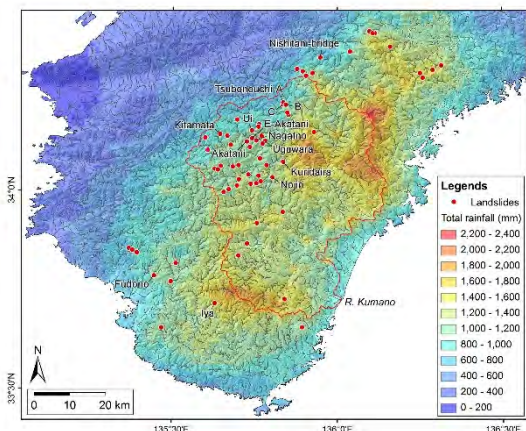 Nishitani-bridge
Tsubonouchi A
B
C
Ui
E-Akatani
Kitamata
Nagatno
Ugawara
Akatani
Kuridaira
Nojiri
34°0'N
Fudono
Iya
R. Kumano
33°30'N
N
0 10 20 km
135°30'E
136°0'E
136°30'E
Legends
Landslides
Total rainfall (mm)
2,200 - 2,400
2,000 - 2,200
1,800 - 2,000
1,600 - 1,800
1,400 - 1,600
1,200 - 1,400
1,000 - 1,200
800 - 1,000
600 - 800
400 - 600
200 - 400
0 - 200